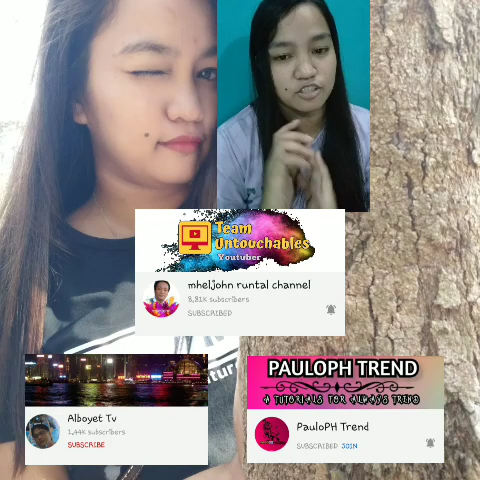 Team
Untouchables
Youtuber
mheljohn runtal channel
8,81K subscribers
SUBSCRIBED
Alboyet Tv
1,44K subscribers
SUBSCRIBE
PAULOPH TREND
A TUTORIALS FOR ALWAYS TREND
PauloPH Trend
SUBSCRIBED JOIN